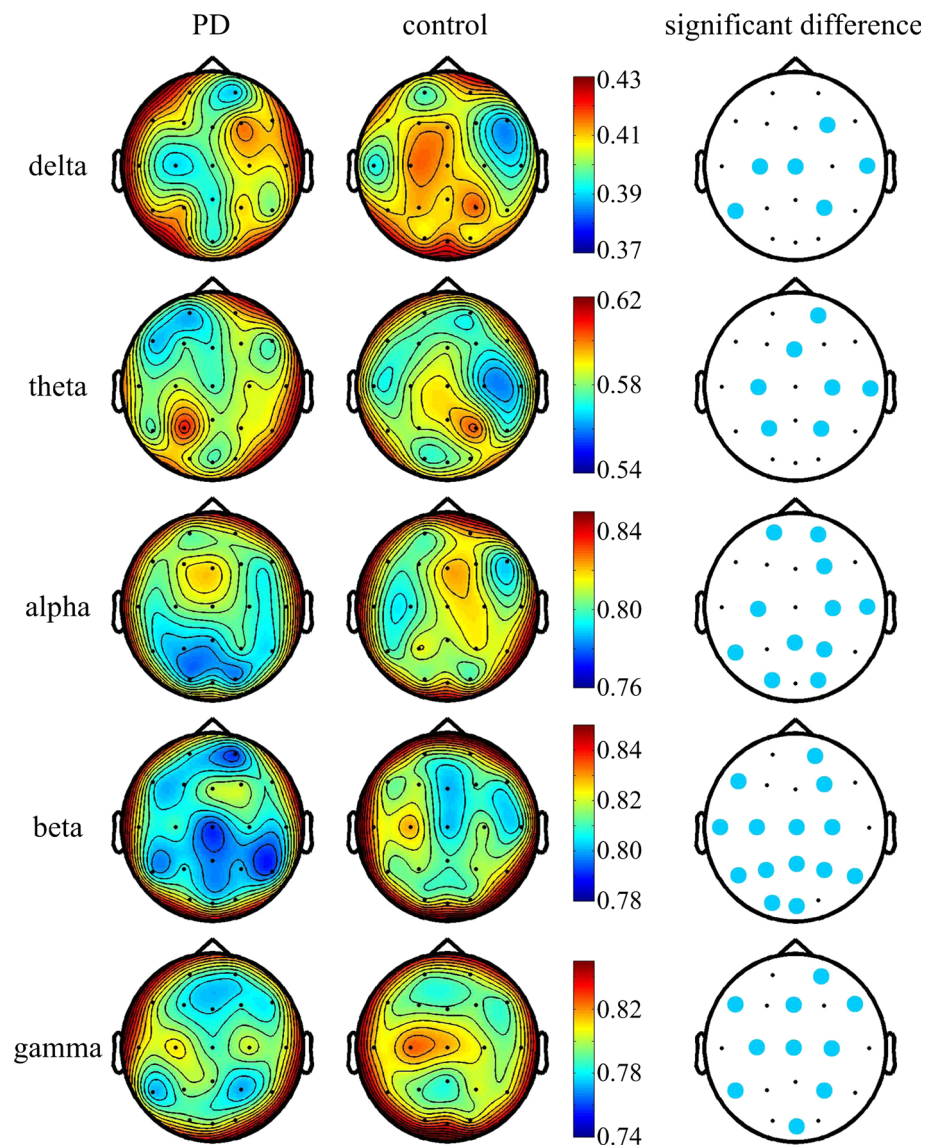 PD control significant difference
delta
0.43
0.41
0.39
0.37
theta
0.62
0.58
0.54
alpha
0.84
0.80
0.76
beta
0.84
0.82
0.80
0.78
gamma
0.82
0.78
0.74